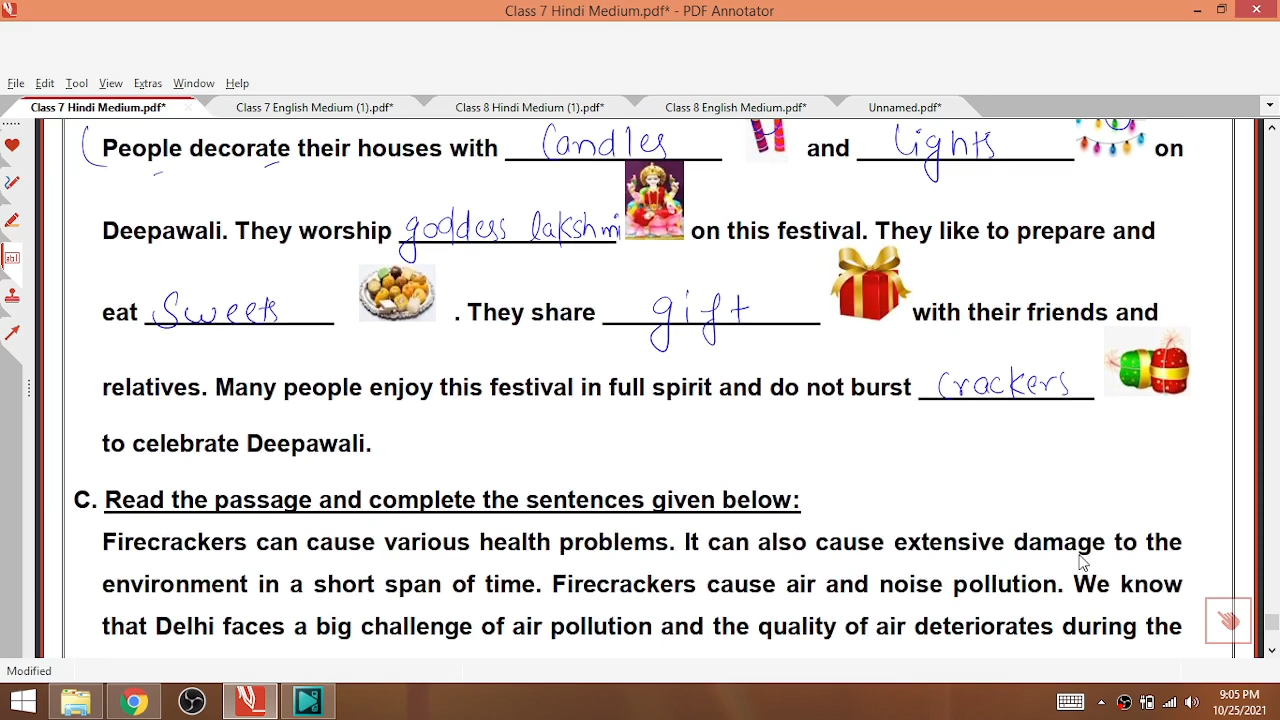 Class 7 Hindi Medium.pdf* - PDF Annotator
File Edit Tool View Extras Window Help
Class 7 Hindi Medium.pdf* Class 7 English Medium (1).pdf* Class 8 Hindi Medium (1).pdf* Class 8 English Medium.pdf* Unnamed.pdf*
People decorate their houses with Candles and Lights on
Deepawali. They worship goddess lakshmi on this festival. They like to prepare and
eat Sweets . They share gift with their friends and
relatives. Many people enjoy this festival in full spirit and do not burst Crackers
to celebrate Deepawali.
C. Read the passage and complete the sentences given below:
Firecrackers can cause various health problems. It can also cause extensive damage to the
environment in a short span of time. Firecrackers cause air and noise pollution. We know
that Delhi faces a big challenge of air pollution and the quality of air deteriorates during the
Modified
9:05 PM
10/25/2021